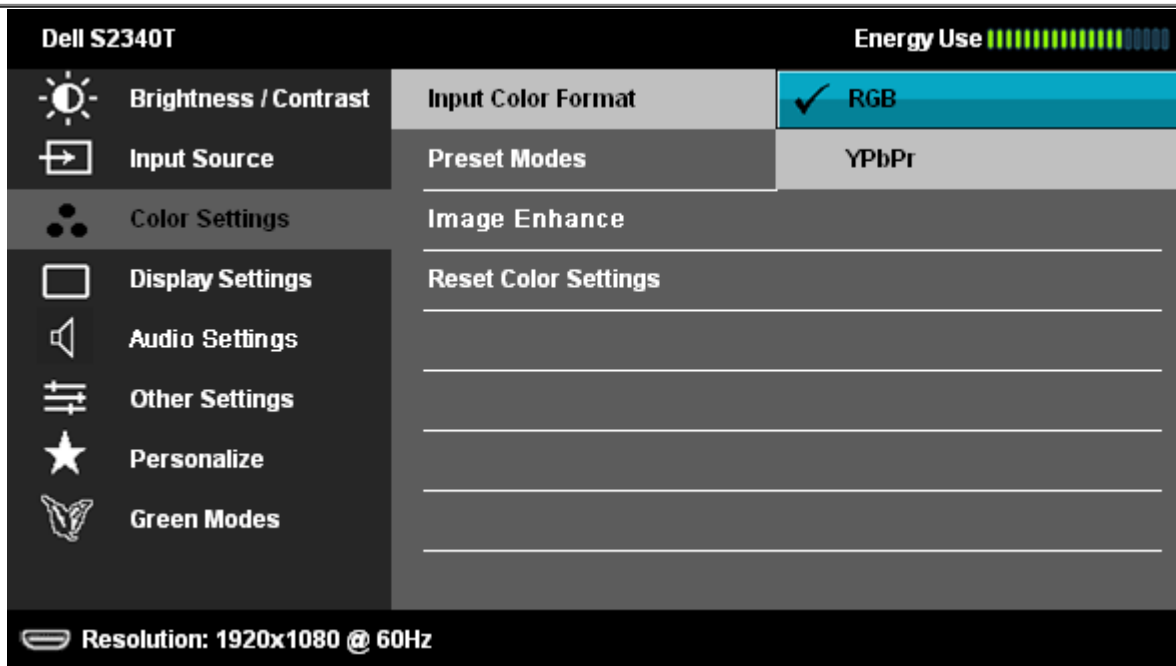 Dell S2340T Energy Use
Brightness / Contrast Input Color Format RGB
Input Source Preset Modes YPbPr
Color Settings Image Enhance
Display Settings Reset Color Settings
Audio Settings
Other Settings
Personalize
Green Modes
Resolution: 1920x1080 @ 60Hz